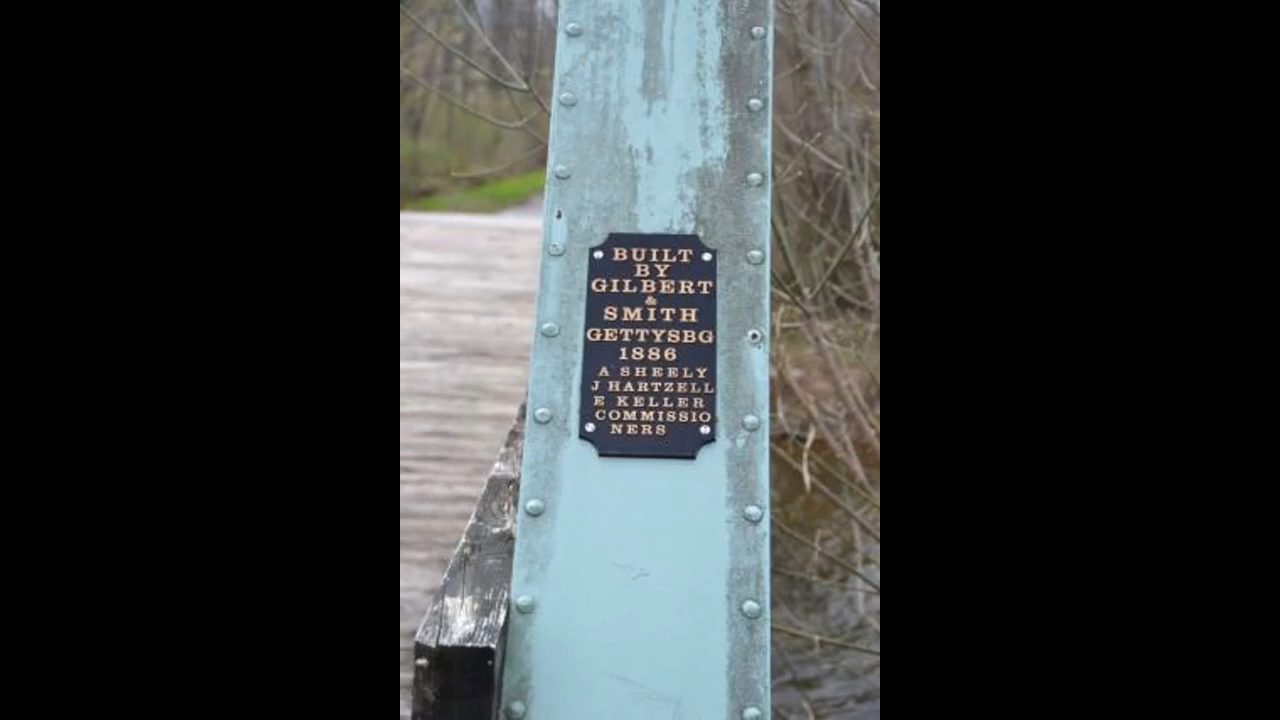 BUILT
BY
GILBERT
&
SMITH
GETTYSBG
1886
A SHEELY
J HARTZELL
E KELLER
COMMISSIO
NERS